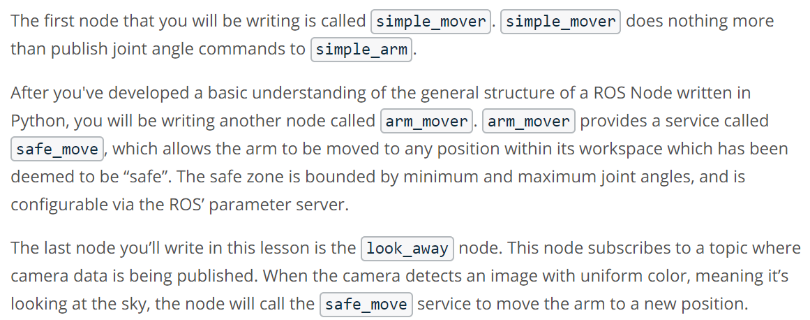 The first node that you will be writing is called simple_mover. simple_mover does nothing more
than publish joint angle commands to simple_arm.
After you've developed a basic understanding of the general structure of a ROS Node written in
Python, you will be writing another node called arm_mover. arm_mover provides a service called
safe_move, which allows the arm to be moved to any position within its workspace which has been
deemed to be “safe”. The safe zone is bounded by minimum and maximum joint angles, and is
configurable via the ROS’ parameter server.
The last node you’ll write in this lesson is the look_away node. This node subscribes to a topic where
camera data is being published. When the camera detects an image with uniform color, meaning it’s
looking at the sky, the node will call the safe_move service to move the arm to a new position.